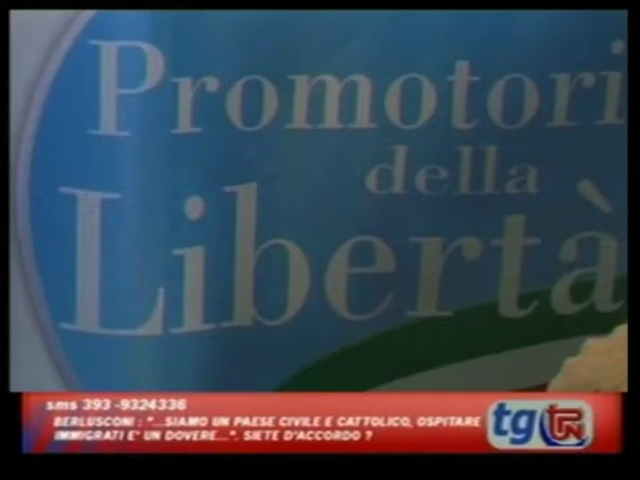 Promotori
della
Libertà
sms 393 -9324336
BERLUSCONI : "...SIAMO UN PAESE CIVILE E CATTOLICO, OSPITARE
IMMIGRATI E' UN DOVERE...". SIETE D'ACCORDO ?
tg TRN